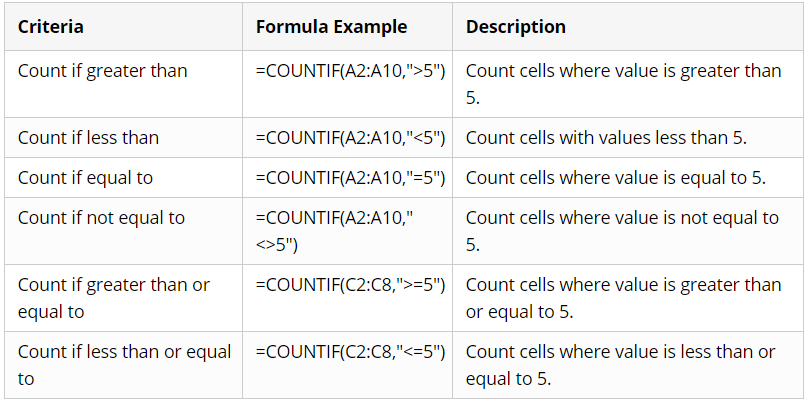 Criteria Formula Example Description
Count if greater than =COUNTIF(A2:A10,">5") Count cells where value is greater than
5.
Count if less than =COUNTIF(A2:A10,"<5") Count cells with values less than 5.
Count if equal to =COUNTIF(A2:A10,"=5") Count cells where value is equal to 5.
Count if not equal to =COUNTIF(A2:A10," Count cells where value is not equal to
<>5") 5.
Count if greater than or =COUNTIF(C2:C8,">=5") Count cells where value is greater than
equal to or equal to 5.
Count if less than or equal =COUNTIF(C2:C8,"<=5") Count cells where value is less than or
to equal to 5.